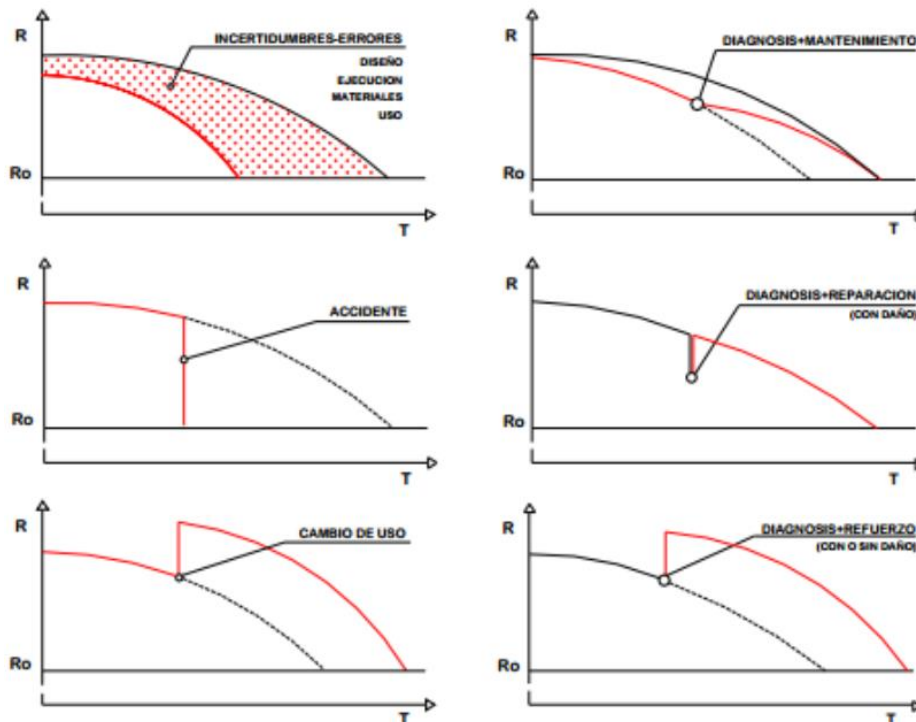 R
INCERTIDUMBRES-ERRORES
DISEÑO
EJECUCION
MATERIALES
USO
Ro
T
R
DIAGNOSIS+MANTENIMIENTO
Ro
T
R
ACCIDENTE
Ro
T
R
DIAGNOSIS+REPARACION
(CON DAÑO)
Ro
T
R
CAMBIO DE USO
Ro
T
R
DIAGNOSIS+REFUERZO
(CON O SIN DAÑO)
Ro
T